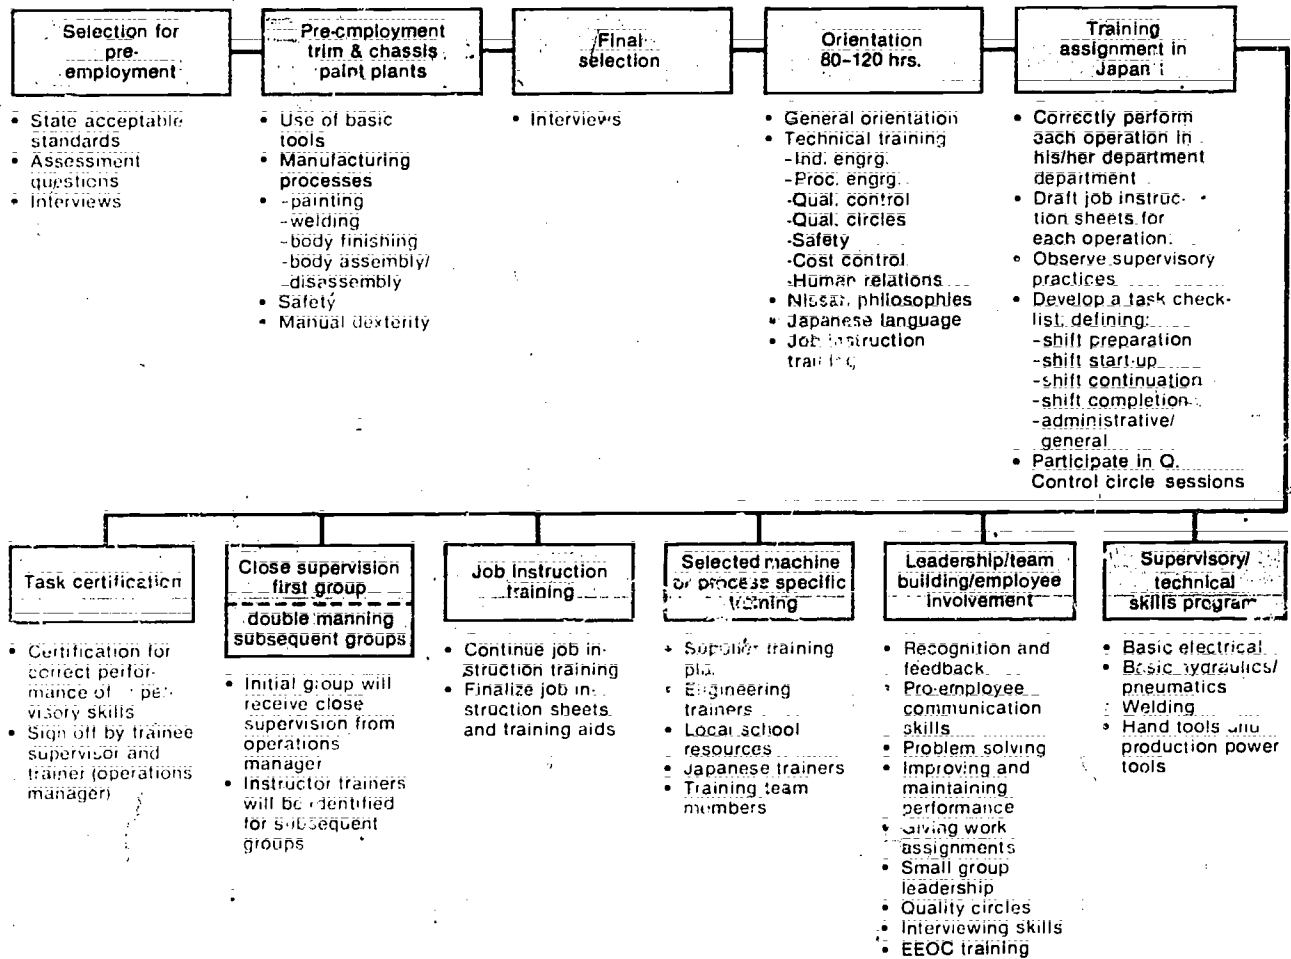 Selection for
pre-
employment
• State acceptable
standards
• Assessment
questions
• Interviews
Pre-employment
trim & chassis
paint plants
• Use of basic
tools
• Manufacturing
processes
• -painting
-welding
-body finishing
-body assembly/
disassembly
• Safety
• Manual dexterity
Final
selection
• Interviews
Orientation
80-120 hrs.
• General orientation
• Technical training
-Ind. engrg.
-Proc. engrg.
-Qual. control
-Qual. circles
-Safety
-Cost control
-Human relations
• Nissan philosophies
• Japanese language
• Job instruction
training
Training
assignment in
Japan
• Correctly perform
each operation in
his/her department
department
• Draft job instruc-
tion sheets for
each operation.
• Observe supervisory
practices
• Develop a task check-
list, defining:
-shift preparation
-shift start-up
-shift continuation
-shift completion
-administrative/
general
• Participate in Q.
Control circle sessions
Task certification
• Certification for
correct perfor-
mance of
visory skills
• Sign off by trainee
supervisor and
trainer (operations
manager)
Close supervision
first group
double manning
subsequent groups
• Initial group will
receive close
supervision from
operations
manager
• Instructor trainers
will be identified
for subsequent
groups
Job instruction
training
• Continue job in-
struction training
• Finalize job in-
struction sheets
and training aids
Selected machine
or process specific
training
• Supplier training
• Engineering
trainers
• Local school
resources
• Japanese trainers
• Training team
members
Leadership/team
building/employee
involvement
• Recognition and
feedback
• Pro-employee
communication
skills
• Problem solving
• Improving and
maintaining
performance
• Giving work
assignments
• Small group
leadership
• Quality circles
• Interviewing skills
• EEOC training
Supervisory/
technical
skills program
• Basic electrical
• Basic hydraulics/
pneumatics
• Welding
• Hand tools and
production power
tools